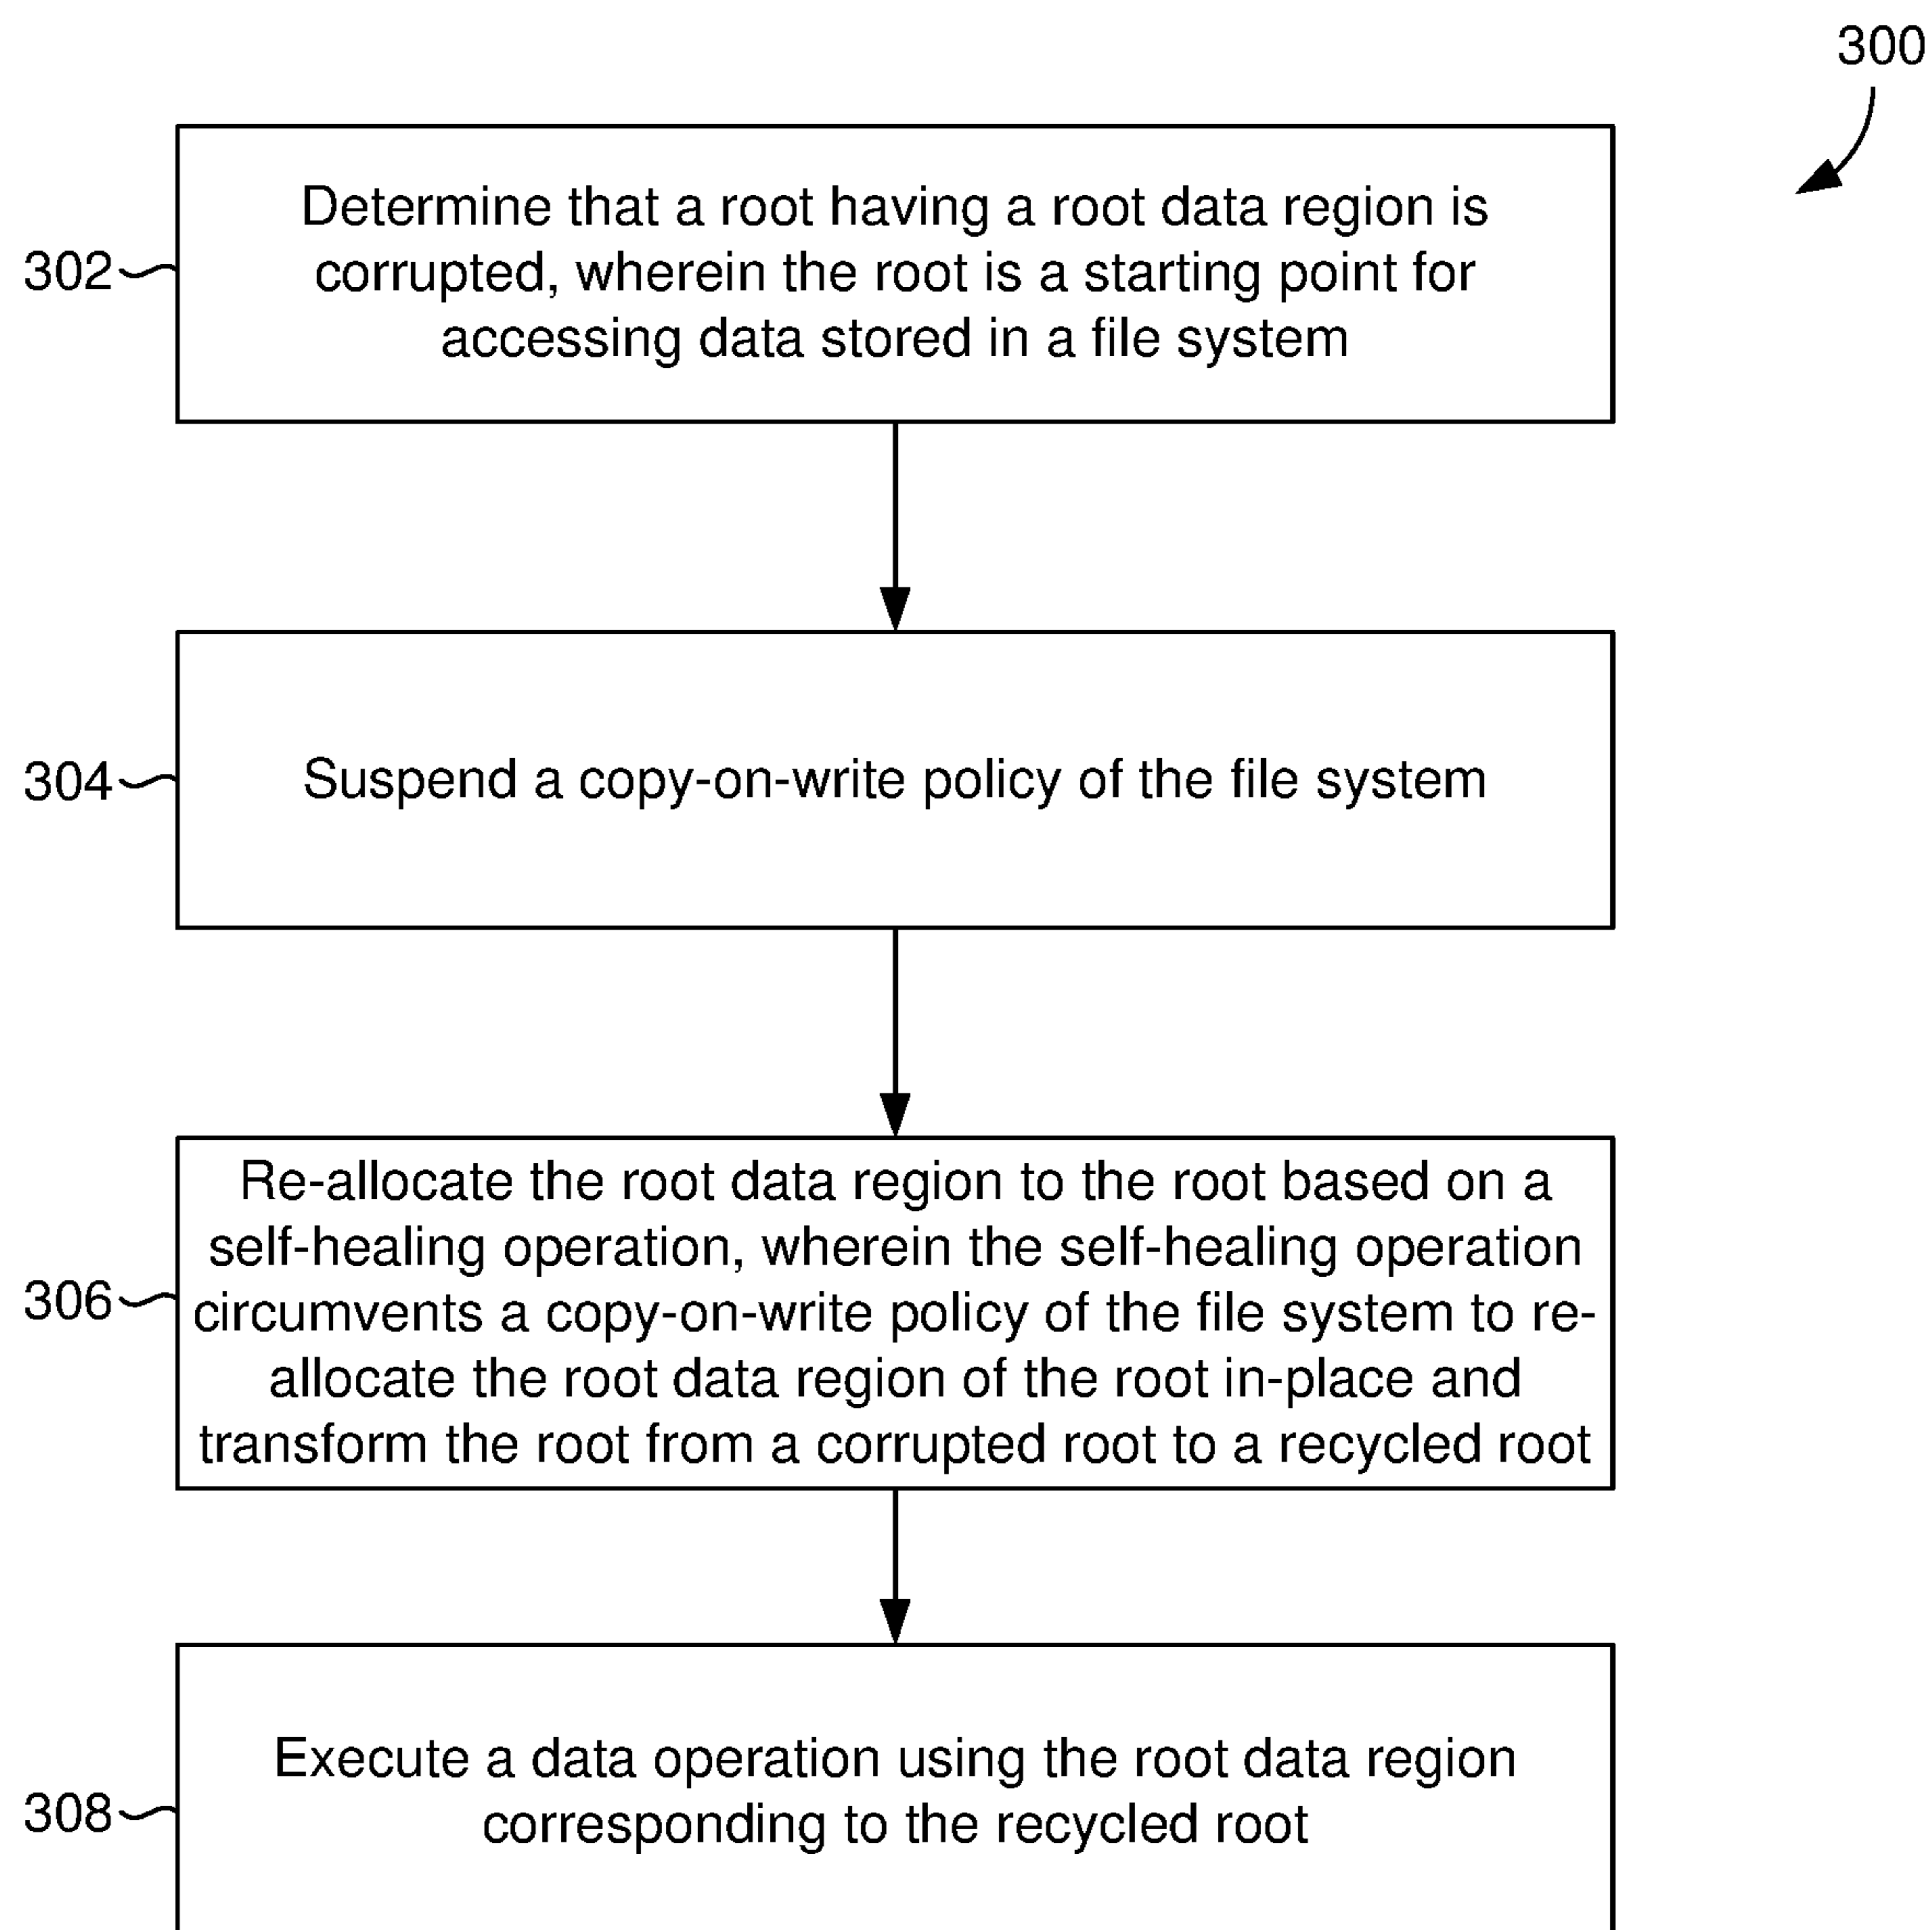 300
Determine that a root having a root data region is
corrupted, wherein the root is a starting point for
accessing data stored in a file system
302
Suspend a copy-on-write policy of the file system
304
Re-allocate the root data region to the root based on a
self-healing operation, wherein the self-healing operation
circumvents a copy-on-write policy of the file system to re-
allocate the root data region of the root in-place and
transform the root from a corrupted root to a recycled root
306
Execute a data operation using the root data region
corresponding to the recycled root
308